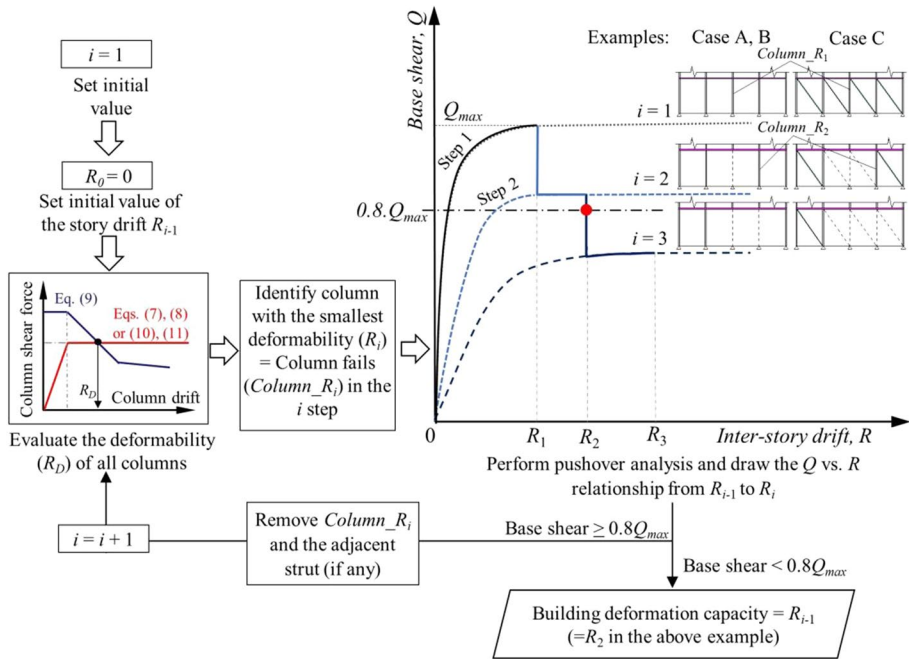 i = 1
Set initial
value
R0 = 0
Set initial value of
the story drift Ri-1
Column shear force
Eq. (9)
Eqs. (7), (8)
or (10), (11)
RD
Column drift
Evaluate the deformability
(RD) of all columns
i = i + 1
Identify column
with the smallest
deformability (Ri)
= Column fails
(Column_Ri) in the
i step
Base shear, Q
Qmax
0.8.Qmax
Step 1
Step 2
i = 1
i = 2
i = 3
Examples:
Case A, B
Case C
Column_R1
Column_R2
0
R1
R2
R3
Inter-story drift, R
Perform pushover analysis and draw the Q vs. R
relationship from Ri-1 to Ri
Remove Column_Ri
and the adjacent
strut (if any)
Base shear ≥ 0.8Qmax
Base shear < 0.8Qmax
Building deformation capacity = Ri-1
(=R2 in the above example)